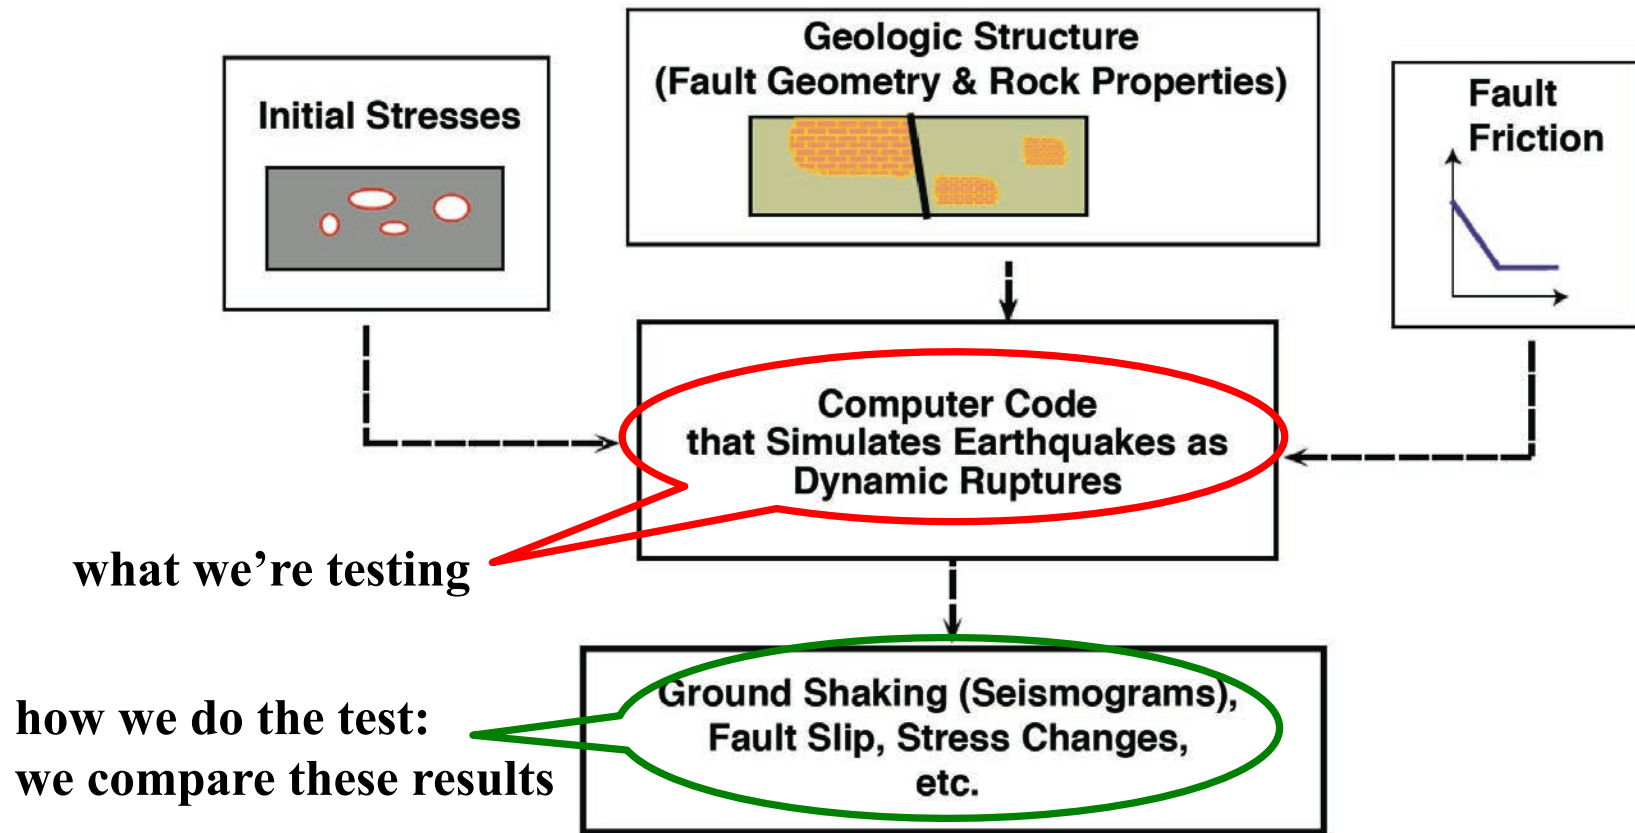 Geologic Structure
(Fault Geometry & Rock Properties)
Initial Stresses
Fault
Friction
Computer Code
that Simulates Earthquakes as
Dynamic Ruptures
what we’re testing
how we do the test:
we compare these results
Ground Shaking (Seismograms),
Fault Slip, Stress Changes,
etc.